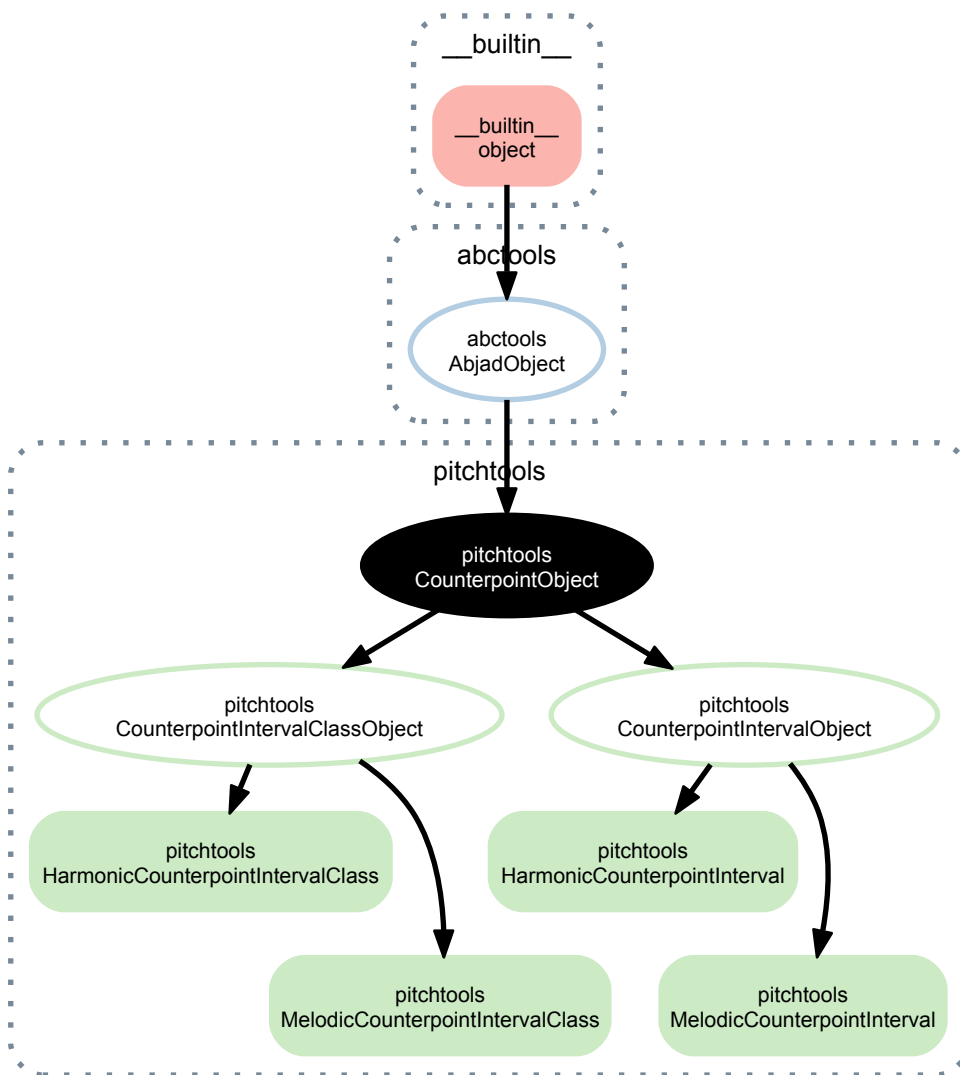 __builtin__
__builtin__
object
abctools
abctools
AbjadObject
pitchtools
pitchtools
CounterpointObject
pitchtools
CounterpointIntervalClassObject
pitchtools
CounterpointIntervalObject
pitchtools
HarmonicCounterpointIntervalClass
pitchtools
HarmonicCounterpointInterval
pitchtools
MelodicCounterpointIntervalClass
pitchtools
MelodicCounterpointInterval